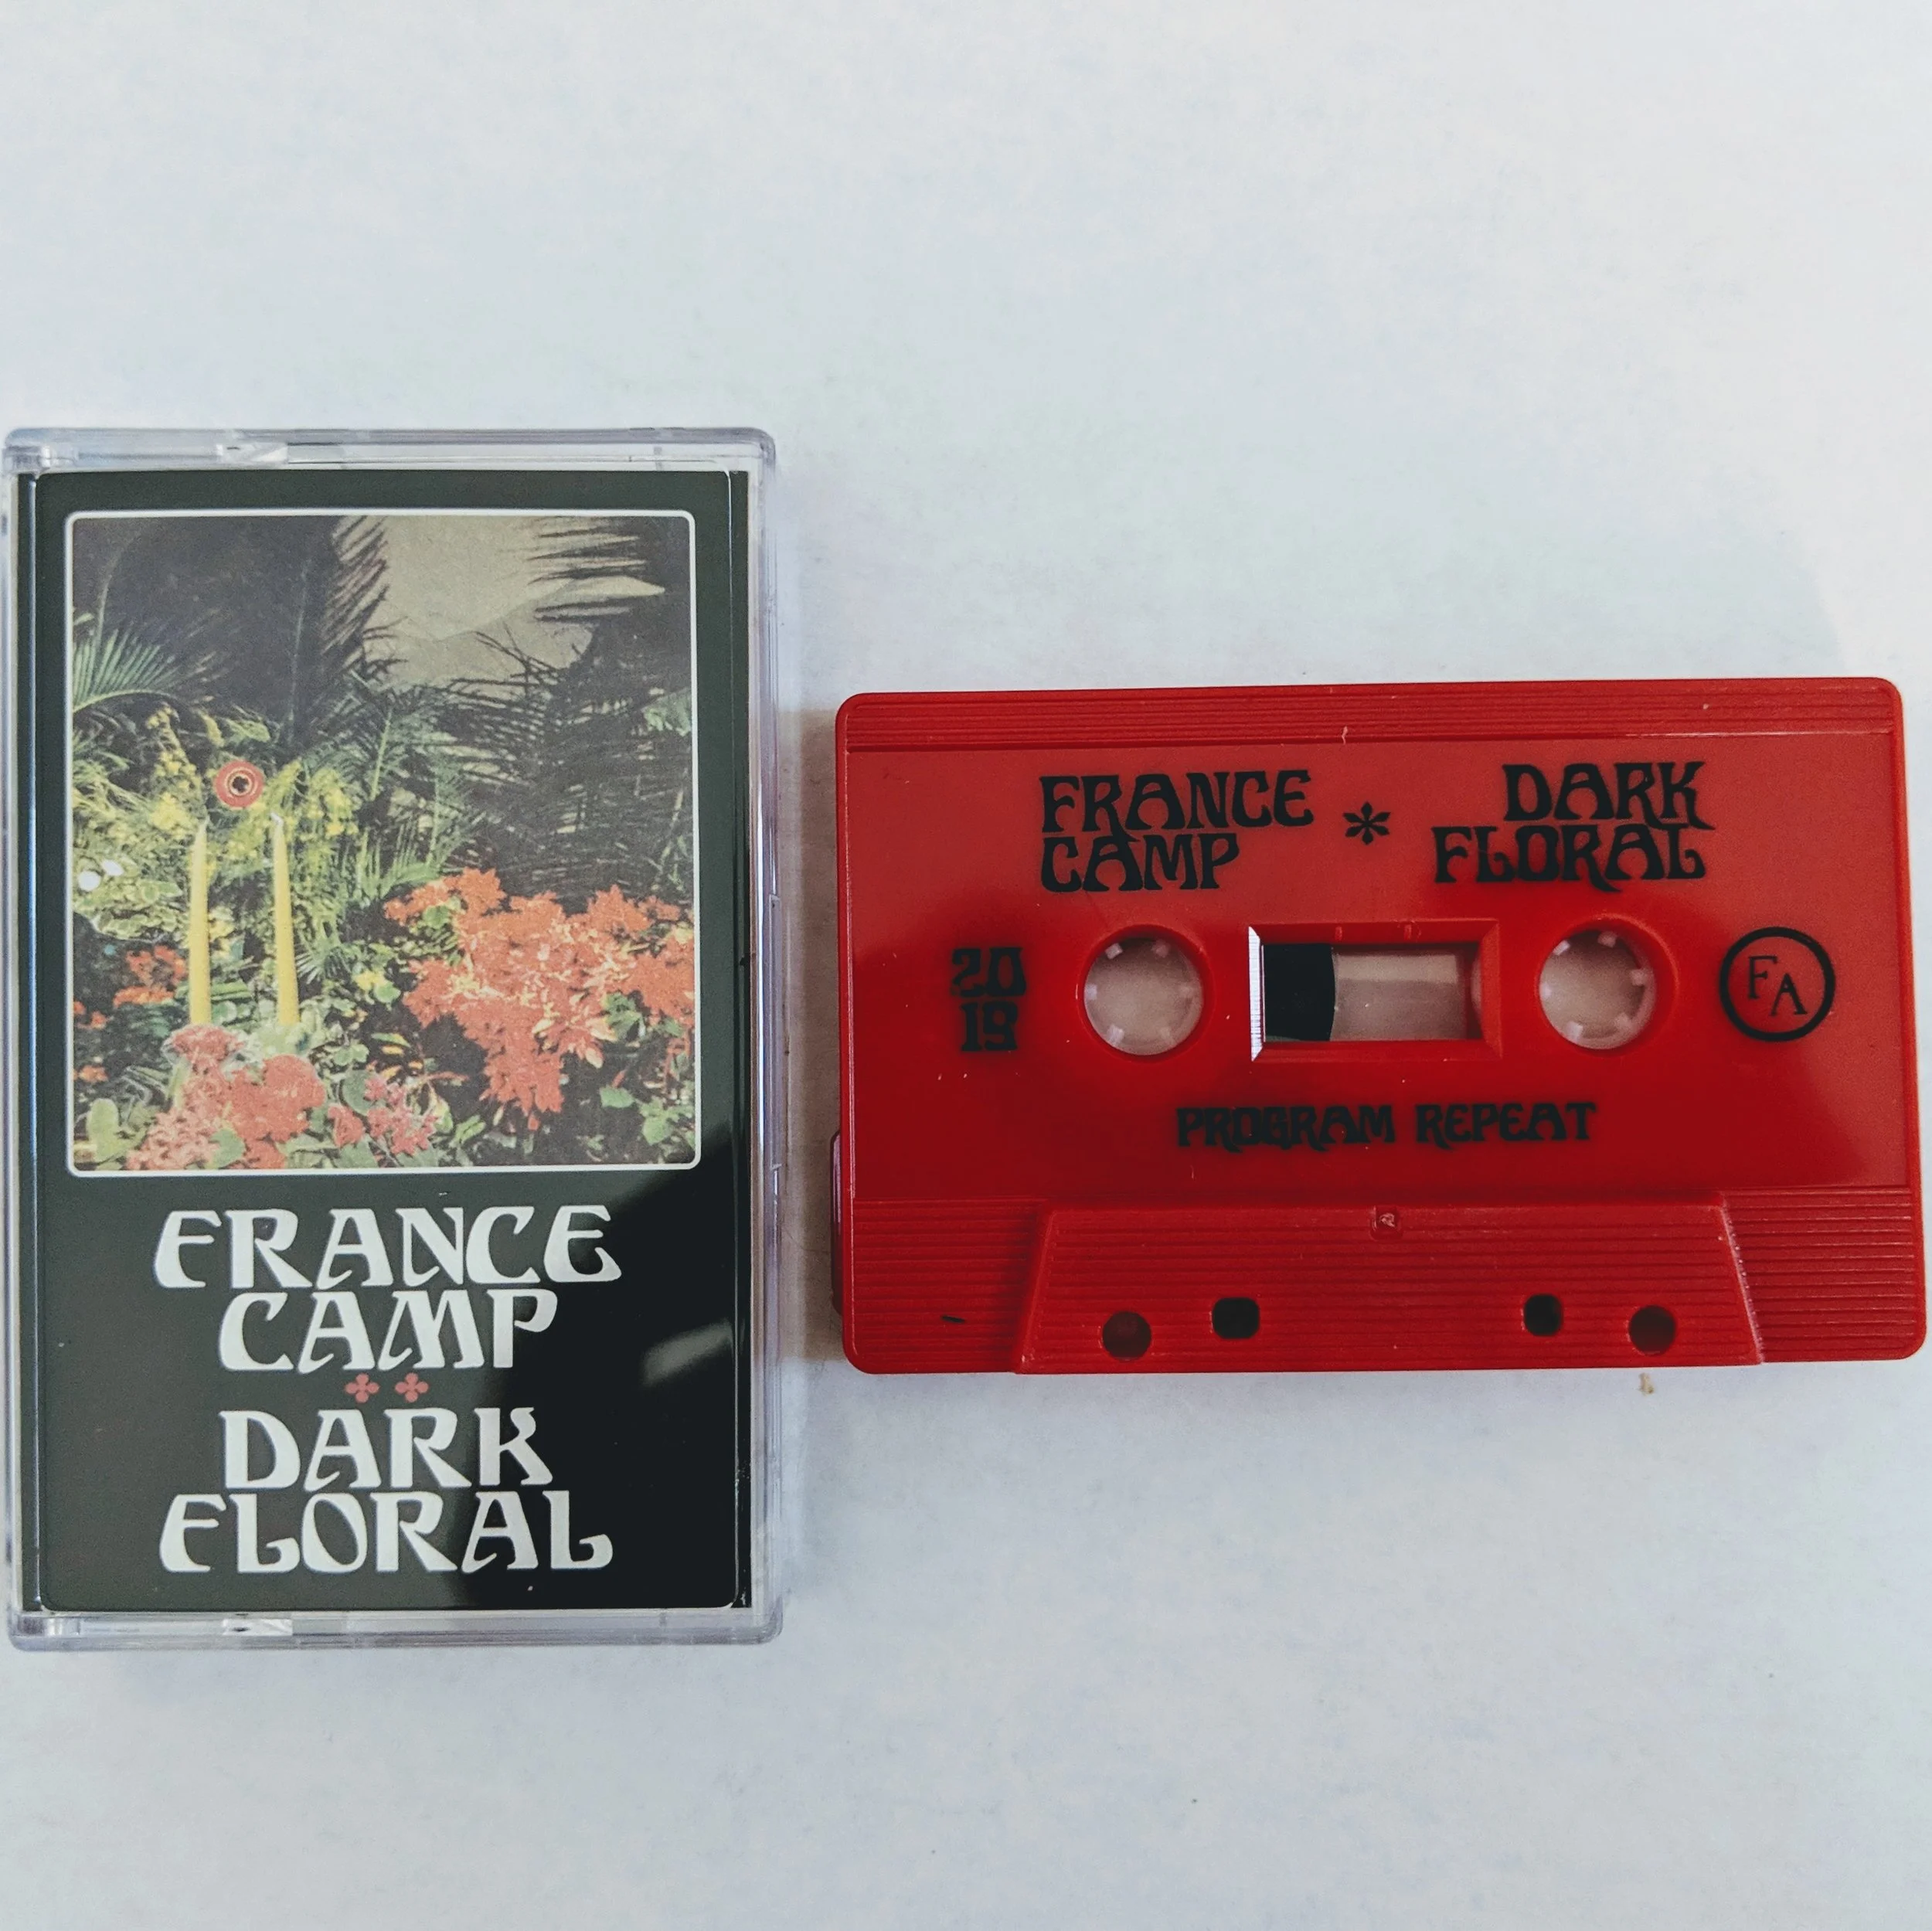 FRANCE
CAMP
DARK
FLORAL
FRANCE
CAMP
DARK
FLORAL
20
19
FA
PROGRAM REPEAT